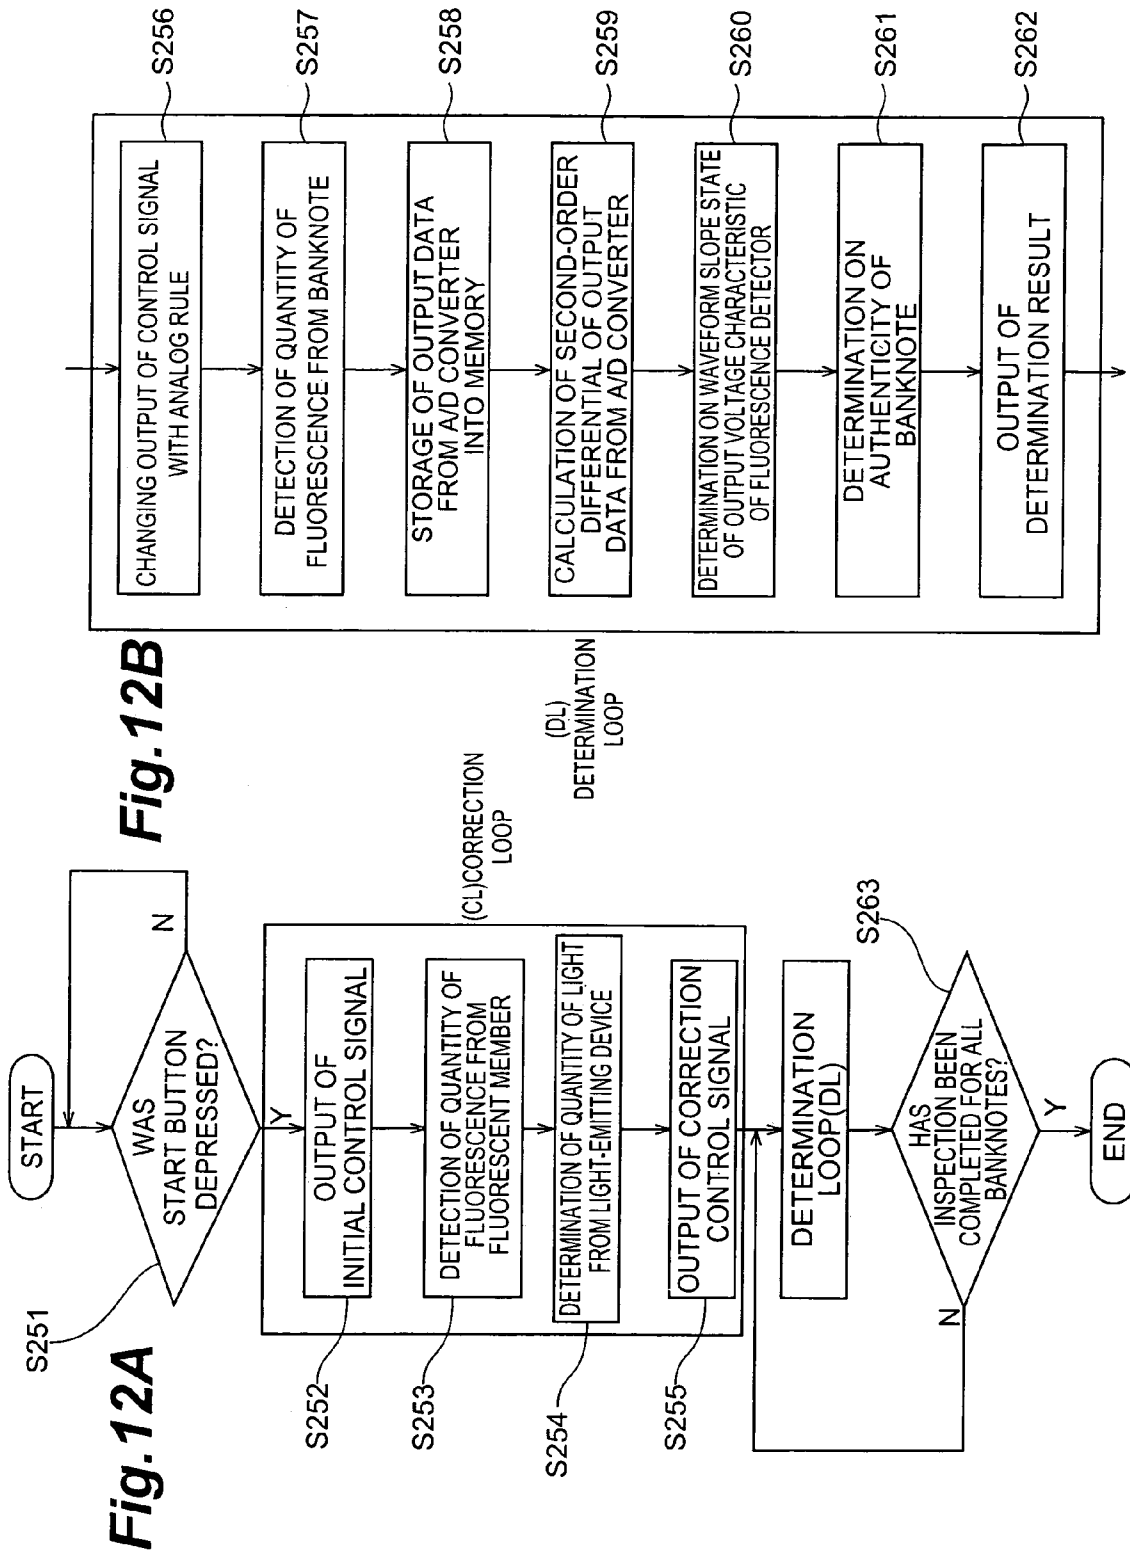 Fig.12A
START
WAS
START BUTTON
DEPRESSED?
S251
N
Y
(CL)CORRECTION
LOOP
OUTPUT OF
INITIAL CONTROL SIGNAL
S252
DETECTION OF QUANTITY OF
FLUORESCENCE FROM
FLUORESCENT MEMBER
S253
DETERMINATION OF QUANTITY OF LIGHT
FROM LIGHT-EMITTING DEVICE
S254
OUTPUT OF CORRECTION
CONTROL SIGNAL
S255
DETERMINATION
LOOP(DL)
HAS
INSPECTION BEEN
COMPLETED FOR ALL
BANKNOTES?
S263
N
Y
END
Fig.12B
(DL)
DETERMINATION
LOOP
CHANGING OUTPUT OF CONTROL SIGNAL
WITH ANALOG RULE
S256
DETECTION OF QUANTITY OF
FLUORESCENCE FROM BANKNOTE
S257
STORAGE OF OUTPUT DATA
FROM A/D CONVERTER
INTO MEMORY
S258
CALCULATION OF SECOND-ORDER
DIFFERENTIAL OF OUTPUT
DATA FROM A/D CONVERTER
S259
DETERMINATION ON WAVEFORM SLOPE STATE
OF OUTPUT VOLTAGE CHARACTERISTIC
OF FLUORESCENCE DETECTOR
S260
DETERMINATION ON
AUTHENTICITY OF
BANKNOTE
S261
OUTPUT OF
DETERMINATION RESULT
S262